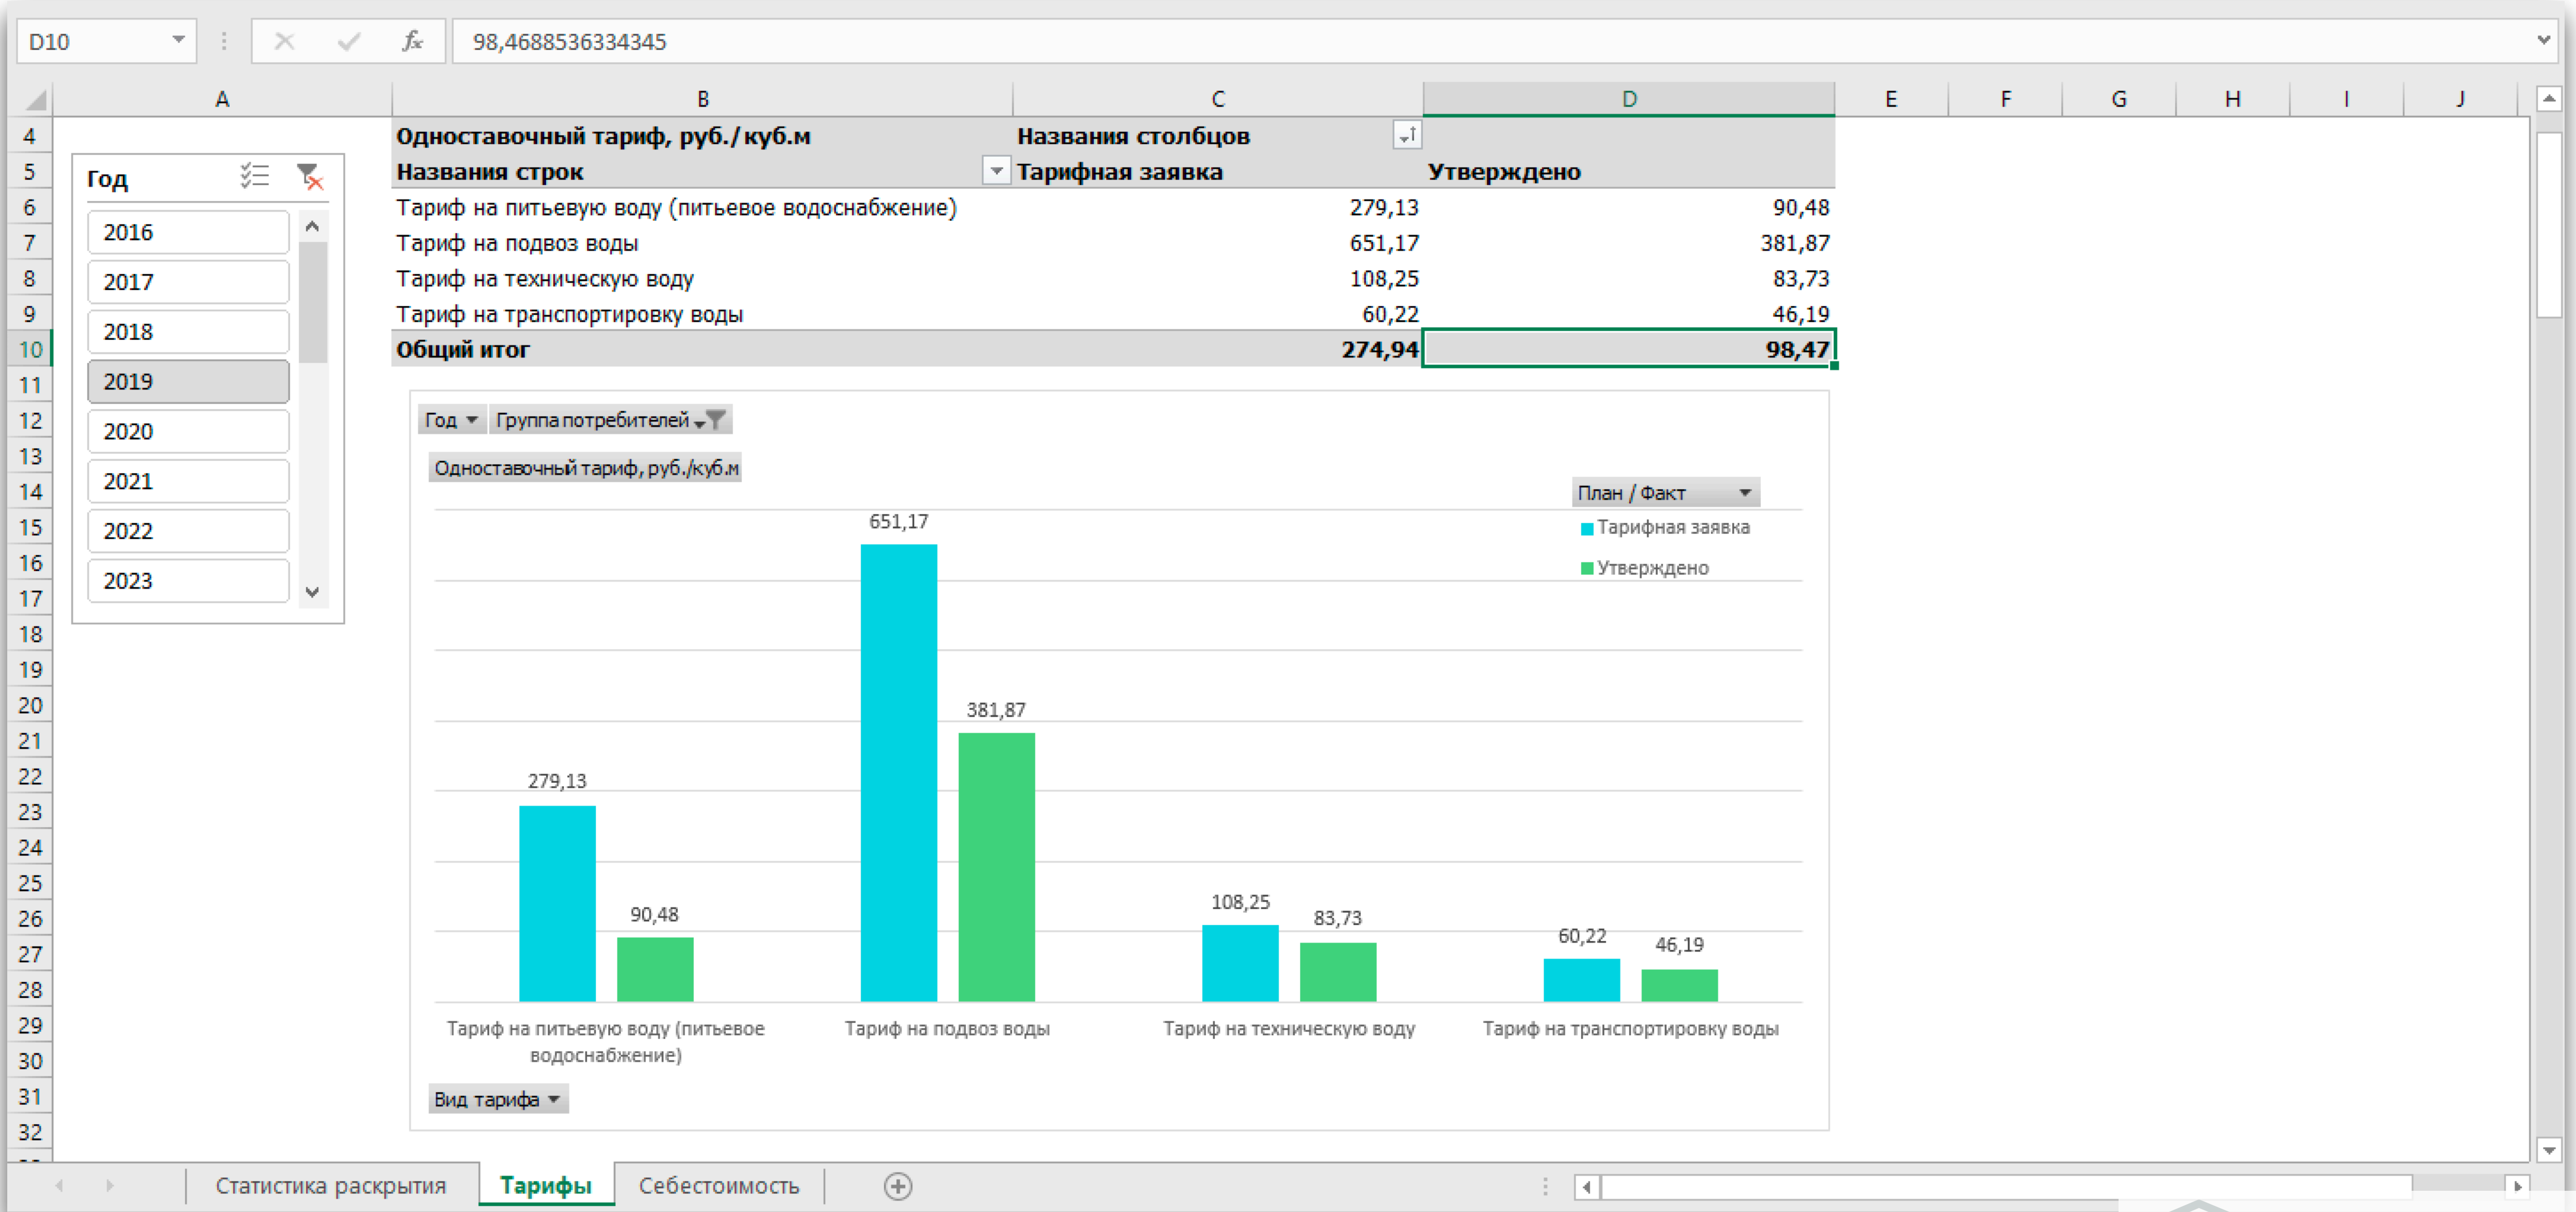 D10 fx 98,4688536334345
A B C D E F G H I J
4 Одноставочный тариф, руб./куб.м Названия столбцов
5 Названия строк Тарифная заявка Утверждено
6 Тариф на питьевую воду (питьевое водоснабжение) 279,13 90,48
7 Тариф на подвоз воды 651,17 381,87
8 Тариф на техническую воду 108,25 83,73
9 Тариф на транспортировку воды 60,22 46,19
10 Общий итог 274,94 98,47
Год
2016
2017
2018
2019
2020
2021
2022
2023
11
12
13
14
15
16
17
18
19
20
21
22
23
24
25
26
27
28
29
30
31
32
Год Группа потребителей
Одноставочный тариф, руб./куб.м
План / Факт
Тарифная заявка
Утверждено
651,17
381,87
279,13
90,48
108,25
83,73
60,22
46,19
Тариф на питьевую воду (питьевое
водоснабжение)
Тариф на подвоз воды
Тариф на техническую воду
Тариф на транспортировку воды
Вид тарифа
Статистика раскрытия Тарифы Себестоимость